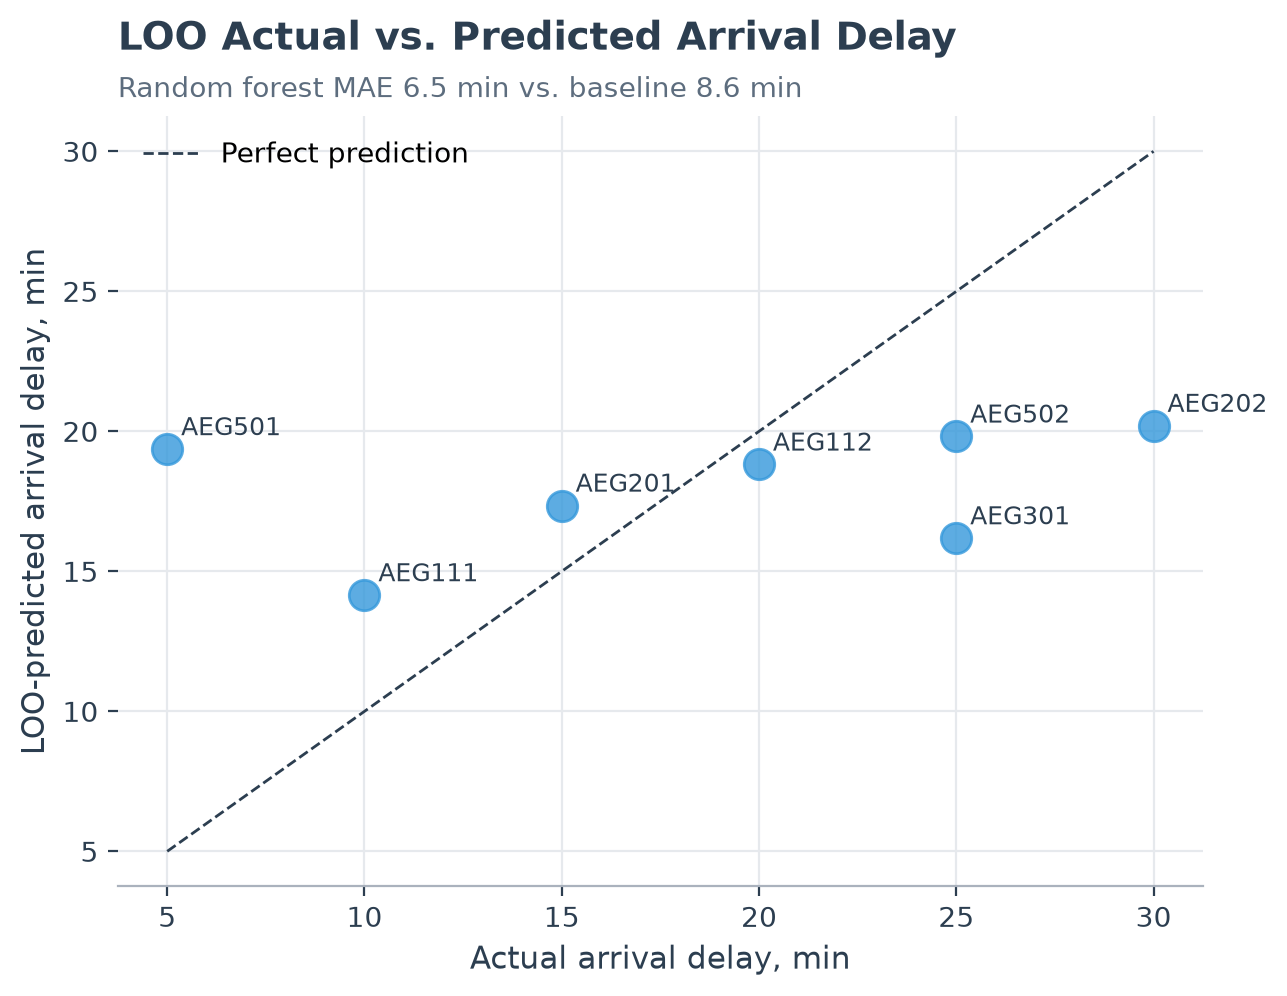 LOO Actual vs. Predicted Arrival Delay
Random forest MAE 6.5 min vs. baseline 8.6 min
Perfect prediction
LOO-predicted arrival delay, min
30
25
20
15
10
5
AEG501
AEG111
AEG201
AEG112
AEG502
AEG301
AEG202
5
10
15
20
25
30
Actual arrival delay, min